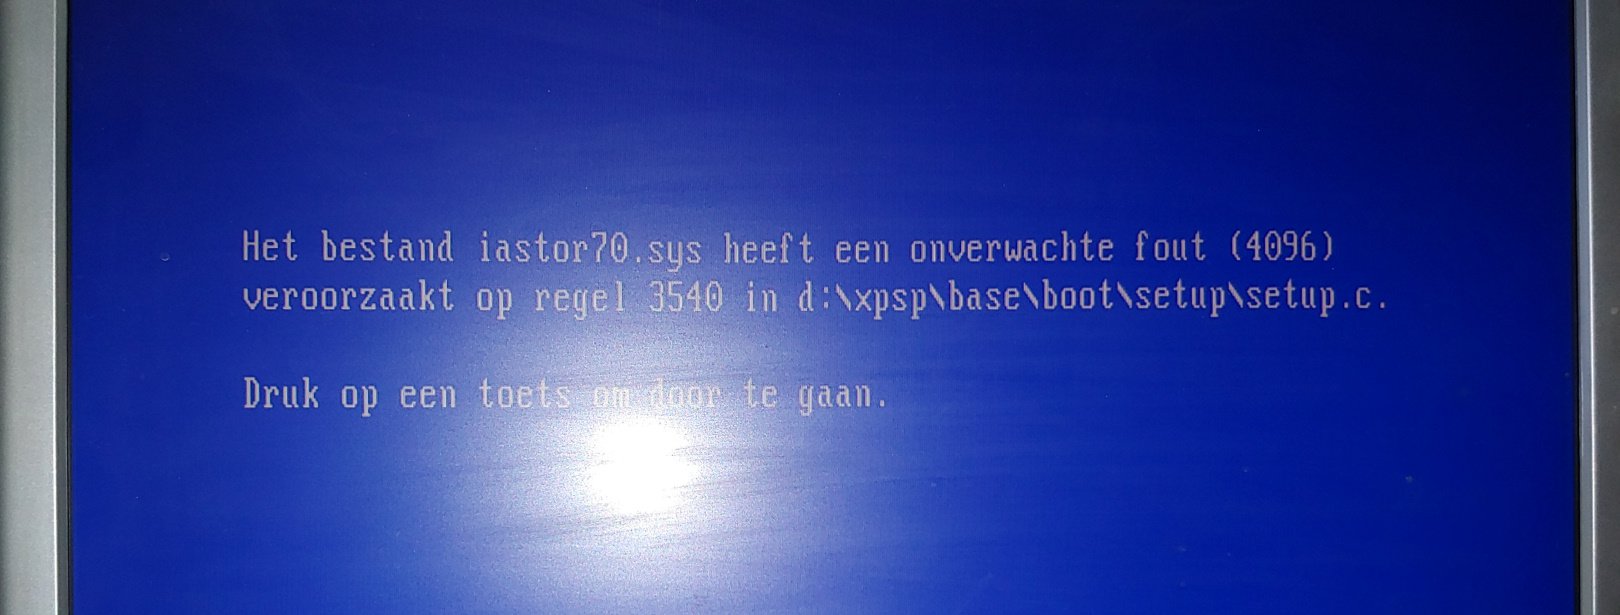 Het bestand iastor70.sys heeft een onverwachte fout (4096)
veroorzaakt op regel 3540 in d:\xpsp\base\boot\setup\setup.c.
Druk op een toets om door te gaan.